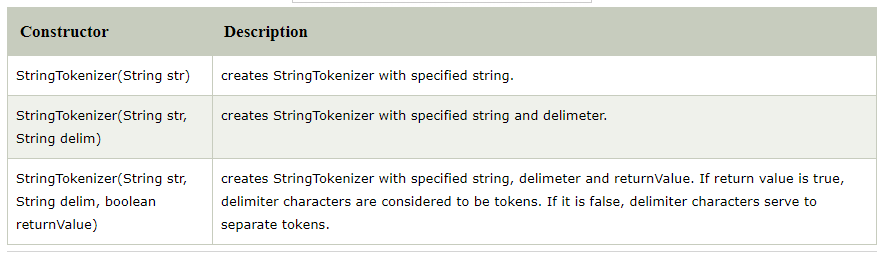 Constructor Description
StringTokenizer(String str) creates StringTokenizer with specified string.
StringTokenizer(String str, creates StringTokenizer with specified string and delimeter.
String delim)
StringTokenizer(String str, creates StringTokenizer with specified string, delimeter and returnValue. If return value is true,
String delim, boolean delimiter characters are considered to be tokens. If it is false, delimiter characters serve to
returnValue) separate tokens.